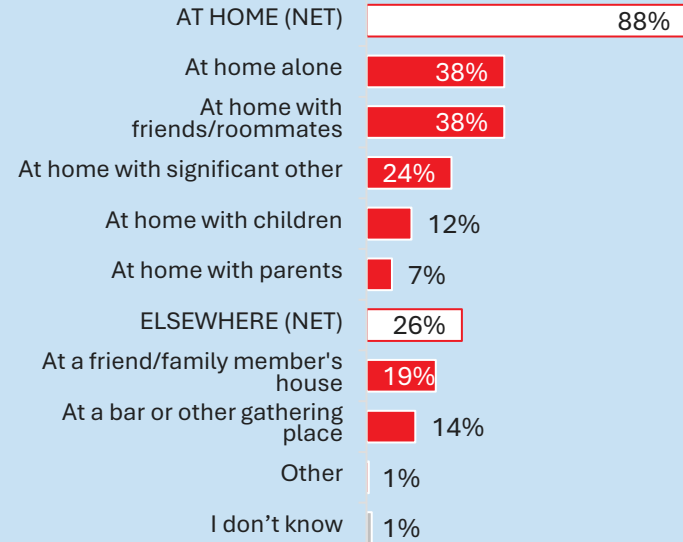 AT HOME (NET) 88%
At home alone 38%
At home with
friends/roommates 38%
At home with significant other 24%
At home with children 12%
At home with parents 7%
ELSEWHERE (NET) 26%
At a friend/family member's
house 19%
At a bar or other gathering
place 14%
Other 1%
I don’t know 1%